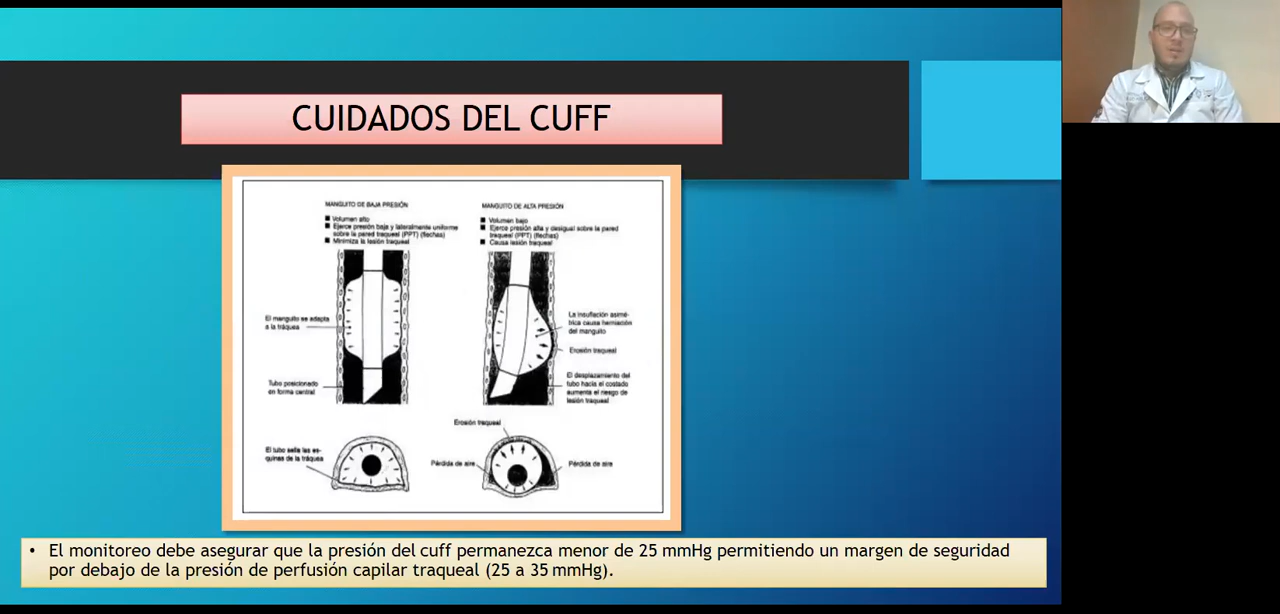 CUIDADOS DEL CUFF
MANGUITO DE BAJA PRESIÓN
■ Volumen alto
■ Ejerce presión baja y lateralmente uniforme
sobre la pared traqueal (PPT) (flechas)
■ Minimiza la lesión traqueal
MANGUITO DE ALTA PRESIÓN
■ Volumen bajo
■ Ejerce presión alta y desigual sobre la pared
traqueal (PPT) (flechas)
■ Causa lesión traqueal
El manguito se adapta
a la tráquea
Tubo posicionado
en forma central
La insuflación asimé-
trica causa herniación
del manguito
Erosión traqueal
El desplazamiento del
tubo hacia el costado
aumenta el riesgo de
lesión traqueal
El tubo sella las es-
quinas de la tráquea
Erosión traqueal
Pérdida de aire
Pérdida de aire
• El monitoreo debe asegurar que la presión del cuff permanezca menor de 25 mmHg permitiendo un margen de seguridad
por debajo de la presión de perfusión capilar traqueal (25 a 35 mmHg).